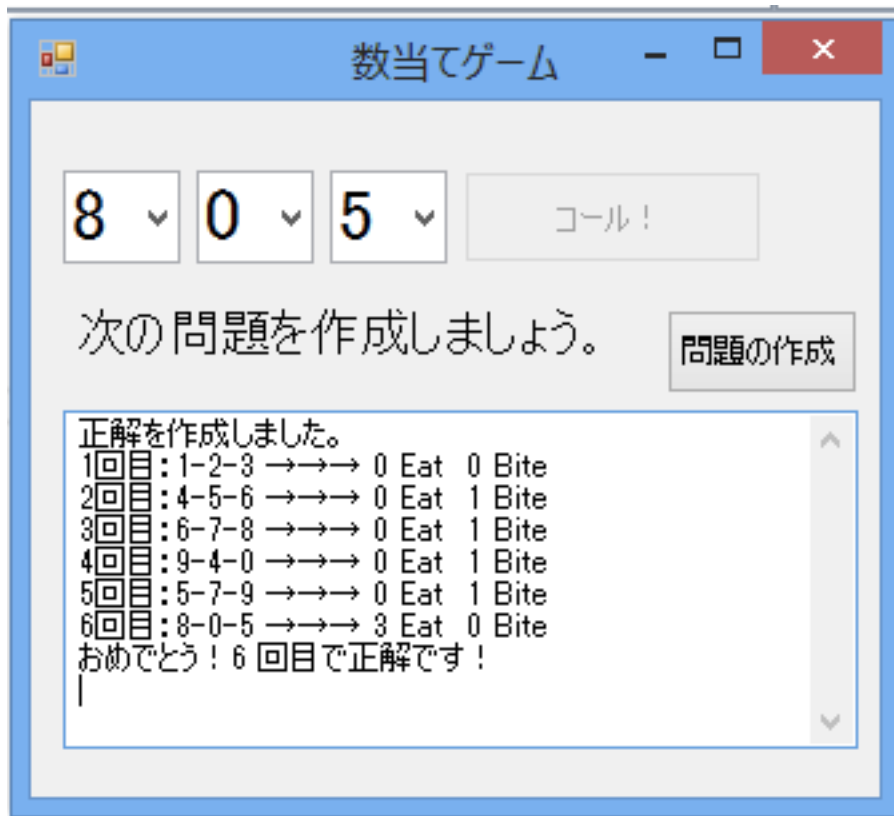 数当てゲーム
8 0 5 コール！
次の問題を作成しましょう。
問題の作成
正解を作成しました。
1回目：1-2-3 →→→ 0 Eat 0 Bite
2回目：4-5-6 →→→ 0 Eat 1 Bite
3回目：6-7-8 →→→ 0 Eat 1 Bite
4回目：9-4-0 →→→ 0 Eat 1 Bite
5回目：5-7-9 →→→ 0 Eat 1 Bite
6回目：8-0-5 →→→ 3 Eat 0 Bite
おめでとう！6 回目で正解です！